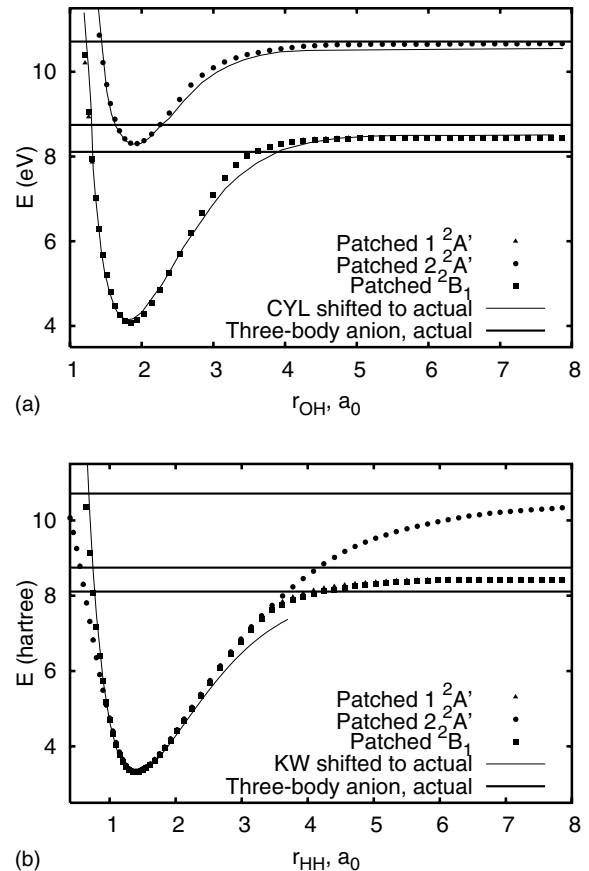 10
8
6
4
E (eV)
Patched 1 ²A'
Patched 2 ²A'
Patched ²B₁
CYL shifted to actual
Three-body anion, actual
1 2 3 4 5 6 7 8
(a)
r_OH, a₀
10
8
6
4
E (hartree)
Patched 1 ²A'
Patched 2 ²A'
Patched ²B₁
KW shifted to actual
Three-body anion, actual
1 2 3 4 5 6 7 8
(b)
r_HH, a₀